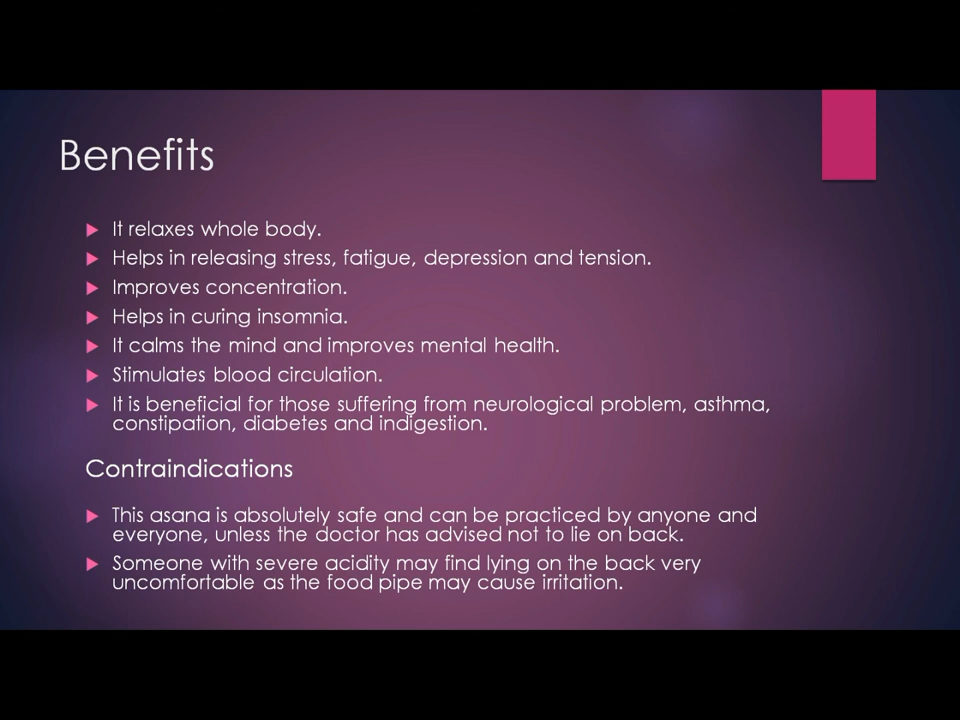 Benefits
It relaxes whole body.
Helps in releasing stress, fatigue, depression and tension.
Improves concentration.
Helps in curing insomnia.
It calms the mind and improves mental health.
Stimulates blood circulation.
It is beneficial for those suffering from neurological problem, asthma,
constipation, diabetes and indigestion.
Contraindications
This asana is absolutely safe and can be practiced by anyone and
everyone, unless the doctor has advised not to lie on back.
Someone with severe acidity may find lying on the back very
uncomfortable as the food pipe may cause irritation.